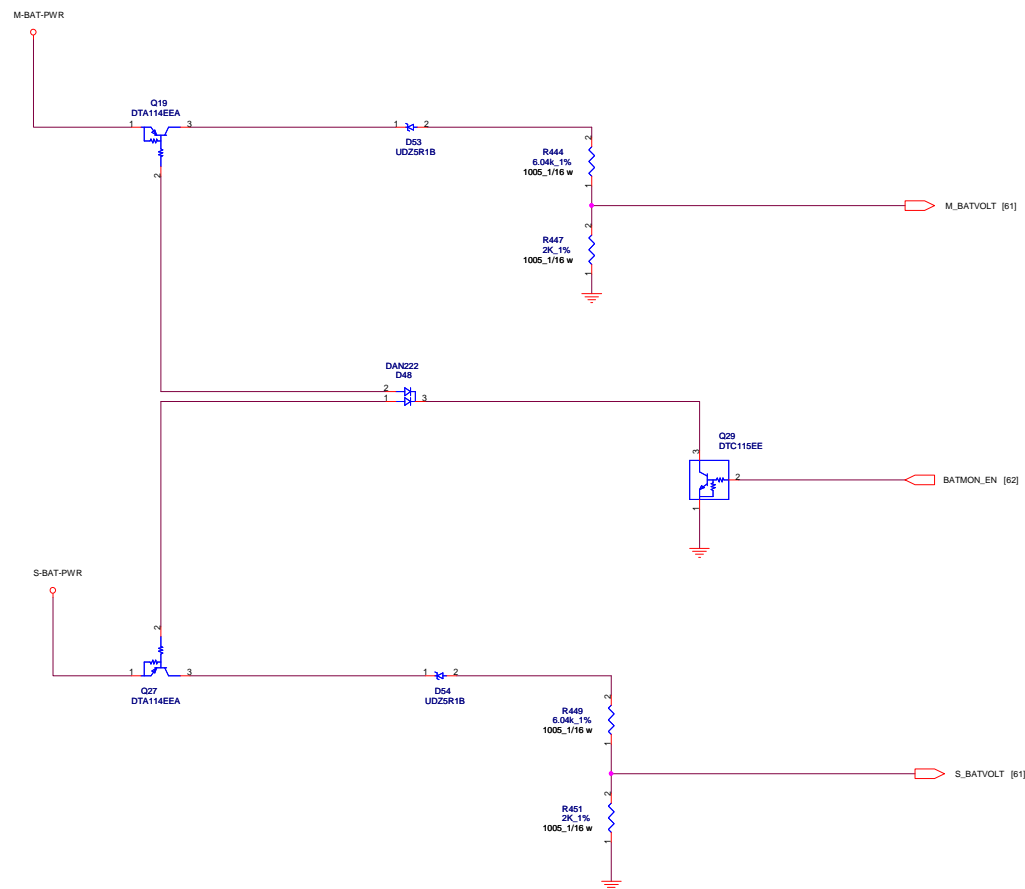 M-BAT-PWR
Q19
DTA114EEA
1
3
2
1
2
D53
UDZ5R1B
2
R444
6.04k_1%
1005_1/16 w
1
M_BATVOLT [61]
2
R447
2K_1%
1005_1/16 w
1
DAN222
D48
2
1
3
Q29
DTC115EE
3
2
BATMON_EN [62]
1
S-BAT-PWR
2
1
3
Q27
DTA114EEA
1
2
D54
UDZ5R1B
2
R449
6.04k_1%
1005_1/16 w
1
S_BATVOLT [61]
2
R451
2K_1%
1005_1/16 w
1